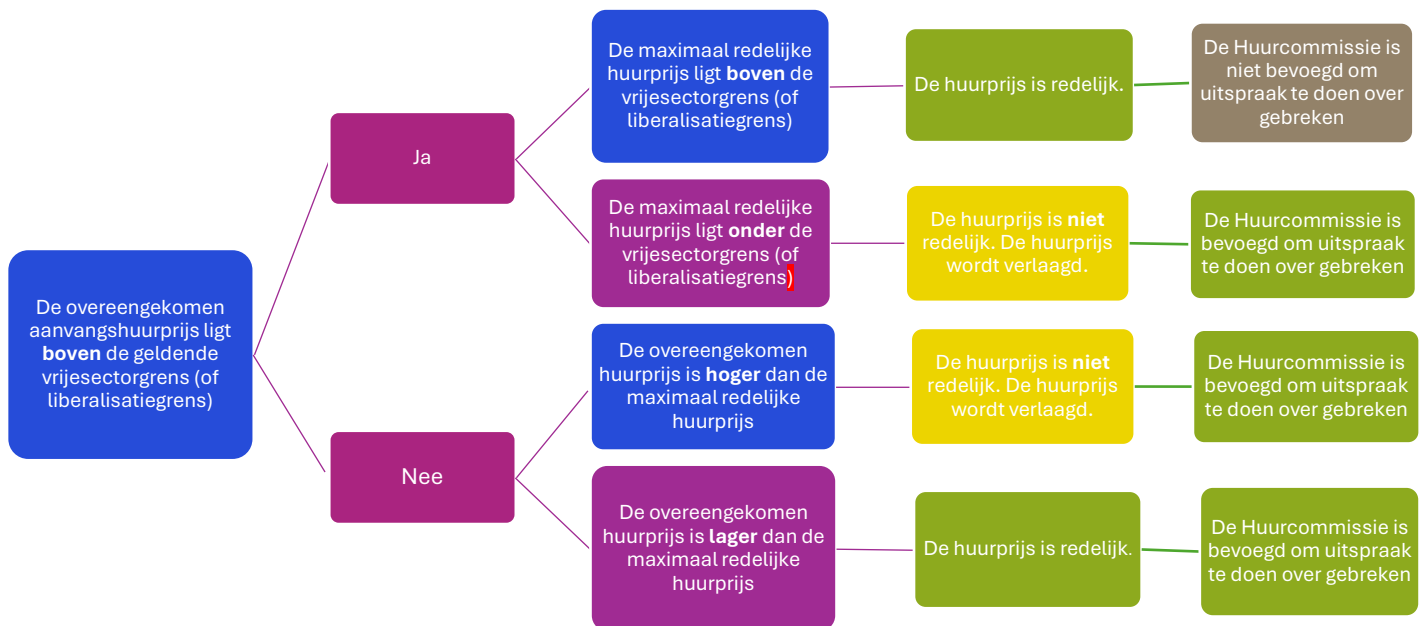 De overeengekomen
aanvangshuurprijs ligt
boven de geldende
vrijesectorgrens (of
liberalisatiegrens)
Ja
De maximaal redelijke
huurprijs ligt boven de
vrijesectorgrens (of
liberalisatiegrens)
De huurprijs is redelijk.
De Huurcommissie is
niet bevoegd om
uitspraak te doen over
gebreken
De maximaal redelijke
huurprijs ligt onder de
vrijesectorgrens (of
liberalisatiegrens)
De huurprijs is niet
redelijk. De huurprijs
wordt verlaagd.
De Huurcommissie is
bevoegd om uitspraak
te doen over gebreken
Nee
De overeengekomen
huurprijs is hoger dan de
maximaal redelijke
huurprijs
De huurprijs is niet
redelijk. De huurprijs
wordt verlaagd.
De Huurcommissie is
bevoegd om uitspraak
te doen over gebreken
De overeengekomen
huurprijs is lager dan de
maximaal redelijke
huurprijs
De huurprijs is redelijk.
De Huurcommissie is
bevoegd om uitspraak
te doen over gebreken